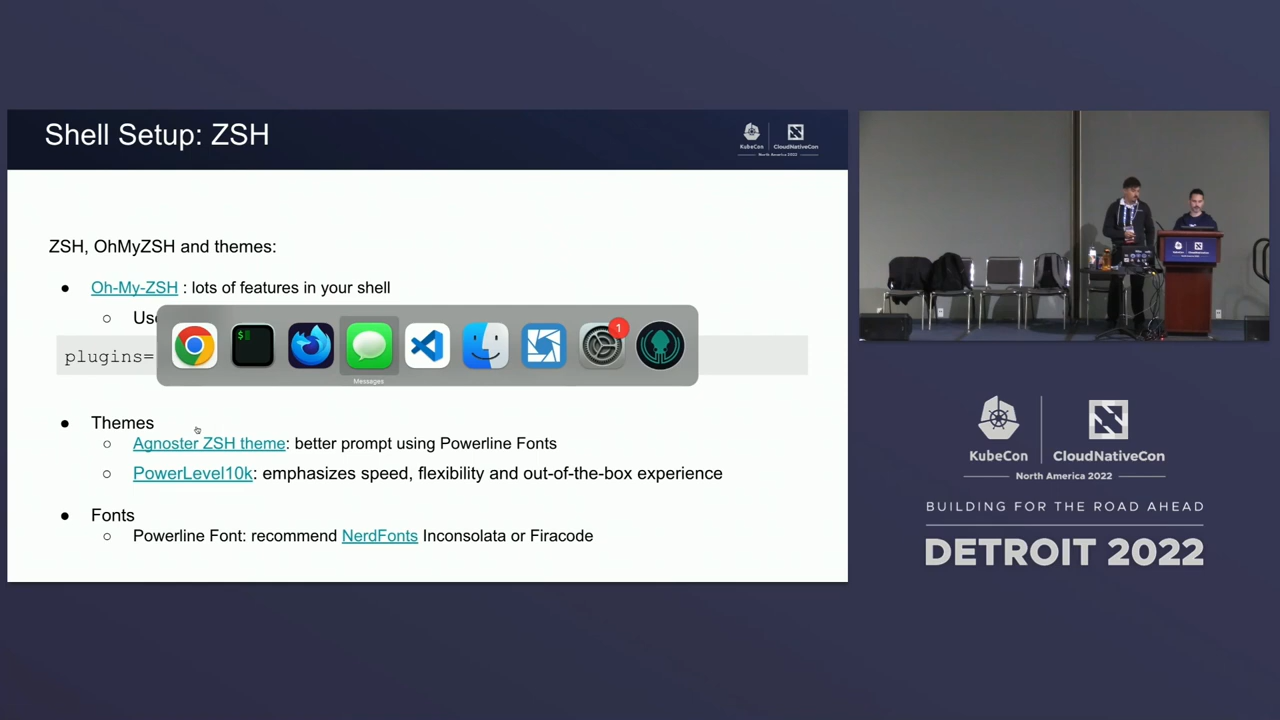 Shell Setup: ZSH
KubeCon
CloudNativeCon
North America 2022
ZSH, OhMyZSH and themes:
● Oh-My-ZSH : lots of features in your shell
○ Use
plugins=
1
$
Messages
● Themes
○ Agnoster ZSH theme: better prompt using Powerline Fonts
○ PowerLevel10k: emphasizes speed, flexibility and out-of-the-box experience
● Fonts
○ Powerline Font: recommend NerdFonts Inconsolata or Firacode
KubeCon
CloudNativeCon
North America 2022
BUILDING FOR THE ROAD AHEAD
DETROIT 2022